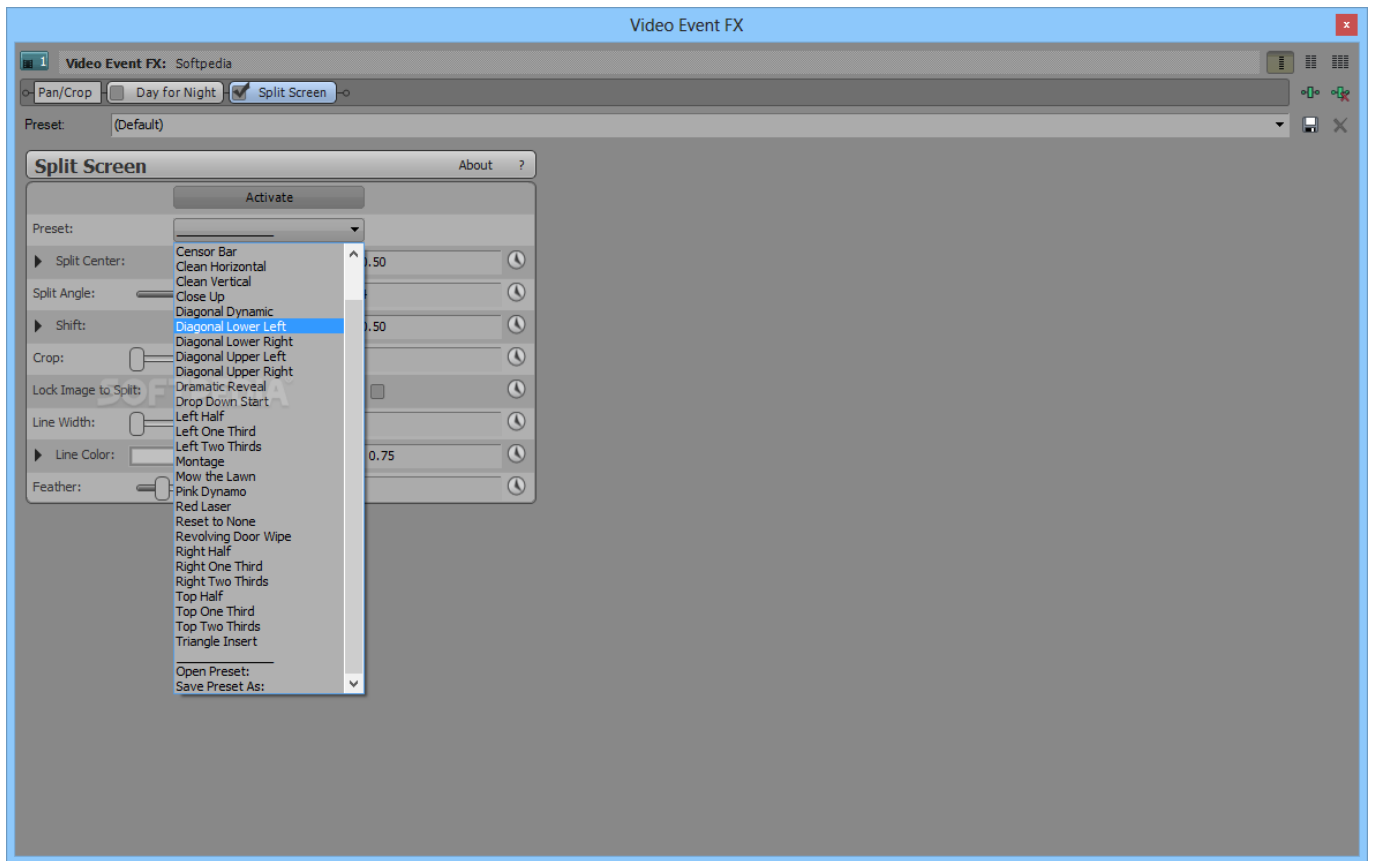 Video Event FX
x
1 Video Event FX: Softpedia
Pan/Crop Day for Night Split Screen
Preset: (Default)
Split Screen About ?
Activate
Preset:
Split Center: 0.50
Split Angle:
Shift: 0.50
Crop:
Lock Image to Split:
Line Width:
Line Color: 0.75
Feather:
Censor Bar
Clean Horizontal
Clean Vertical
Close Up
Diagonal Dynamic
Diagonal Lower Left
Diagonal Lower Right
Diagonal Upper Left
Diagonal Upper Right
Dramatic Reveal
Drop Down Start
Left Half
Left One Third
Left Two Thirds
Montage
Mow the Lawn
Pink Dynamo
Red Laser
Reset to None
Revolving Door Wipe
Right Half
Right One Third
Right Two Thirds
Top Half
Top One Third
Top Two Thirds
Triangle Insert
Open Preset:
Save Preset As:
SOFTPEDIA